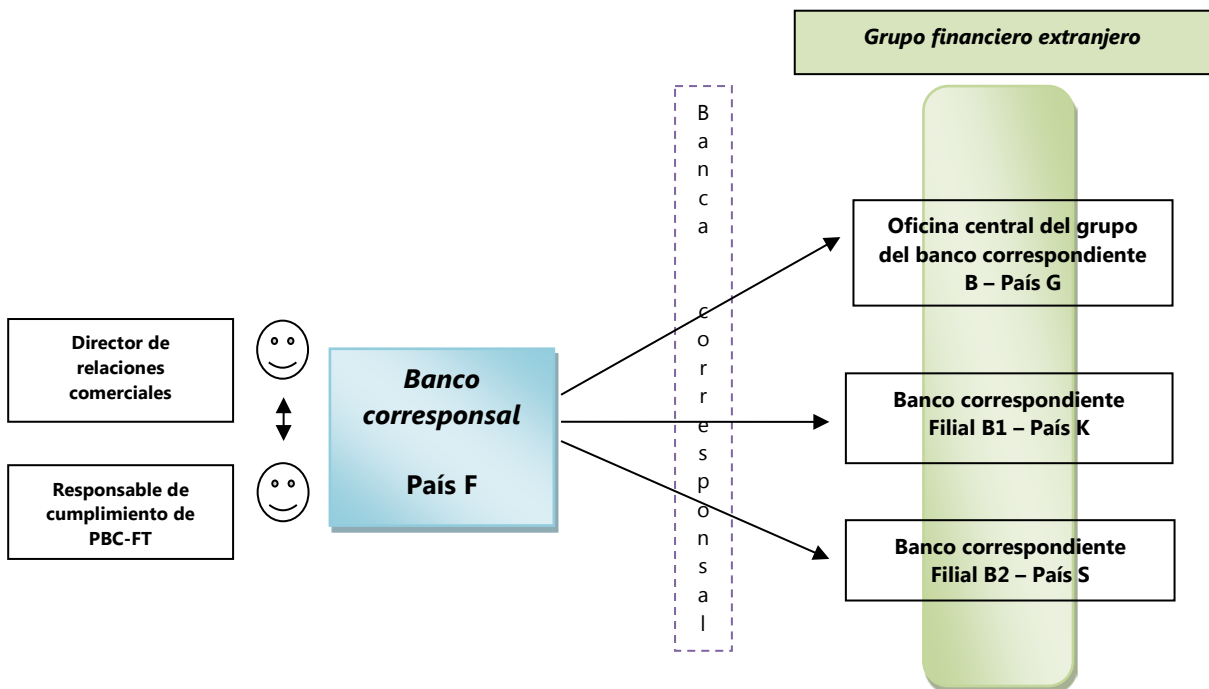 Grupo financiero extranjero
Banca corresponsal
Oficina central del grupo
del banco correspondiente
B – País G
Director de
relaciones
comerciales
Banco
corresponsal
País F
Banco correspondiente
Filial B1 – País K
Responsable de
cumplimiento de
PBC-FT
Banco correspondiente
Filial B2 – País S